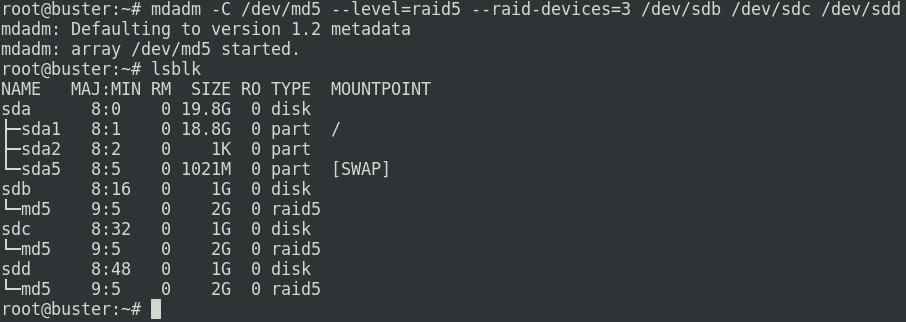 root@buster:~# mdadm -C /dev/md5 --level=raid5 --raid-devices=3 /dev/sdb /dev/sdc /dev/sdd
mdadm: Defaulting to version 1.2 metadata
mdadm: array /dev/md5 started.
root@buster:~# lsblk
NAME   MAJ:MIN RM  SIZE RO TYPE  MOUNTPOINT
sda      8:0    0 19.8G  0 disk
├─sda1   8:1    0 18.8G  0 part  /
├─sda2   8:2    0    1K  0 part
└─sda5   8:5    0 1021M  0 part  [SWAP]
sdb      8:16   0    1G  0 disk
└─md5    9:5    0    2G  0 raid5
sdc      8:32   0    1G  0 disk
└─md5    9:5    0    2G  0 raid5
sdd      8:48   0    1G  0 disk
└─md5    9:5    0    2G  0 raid5
root@buster:~#